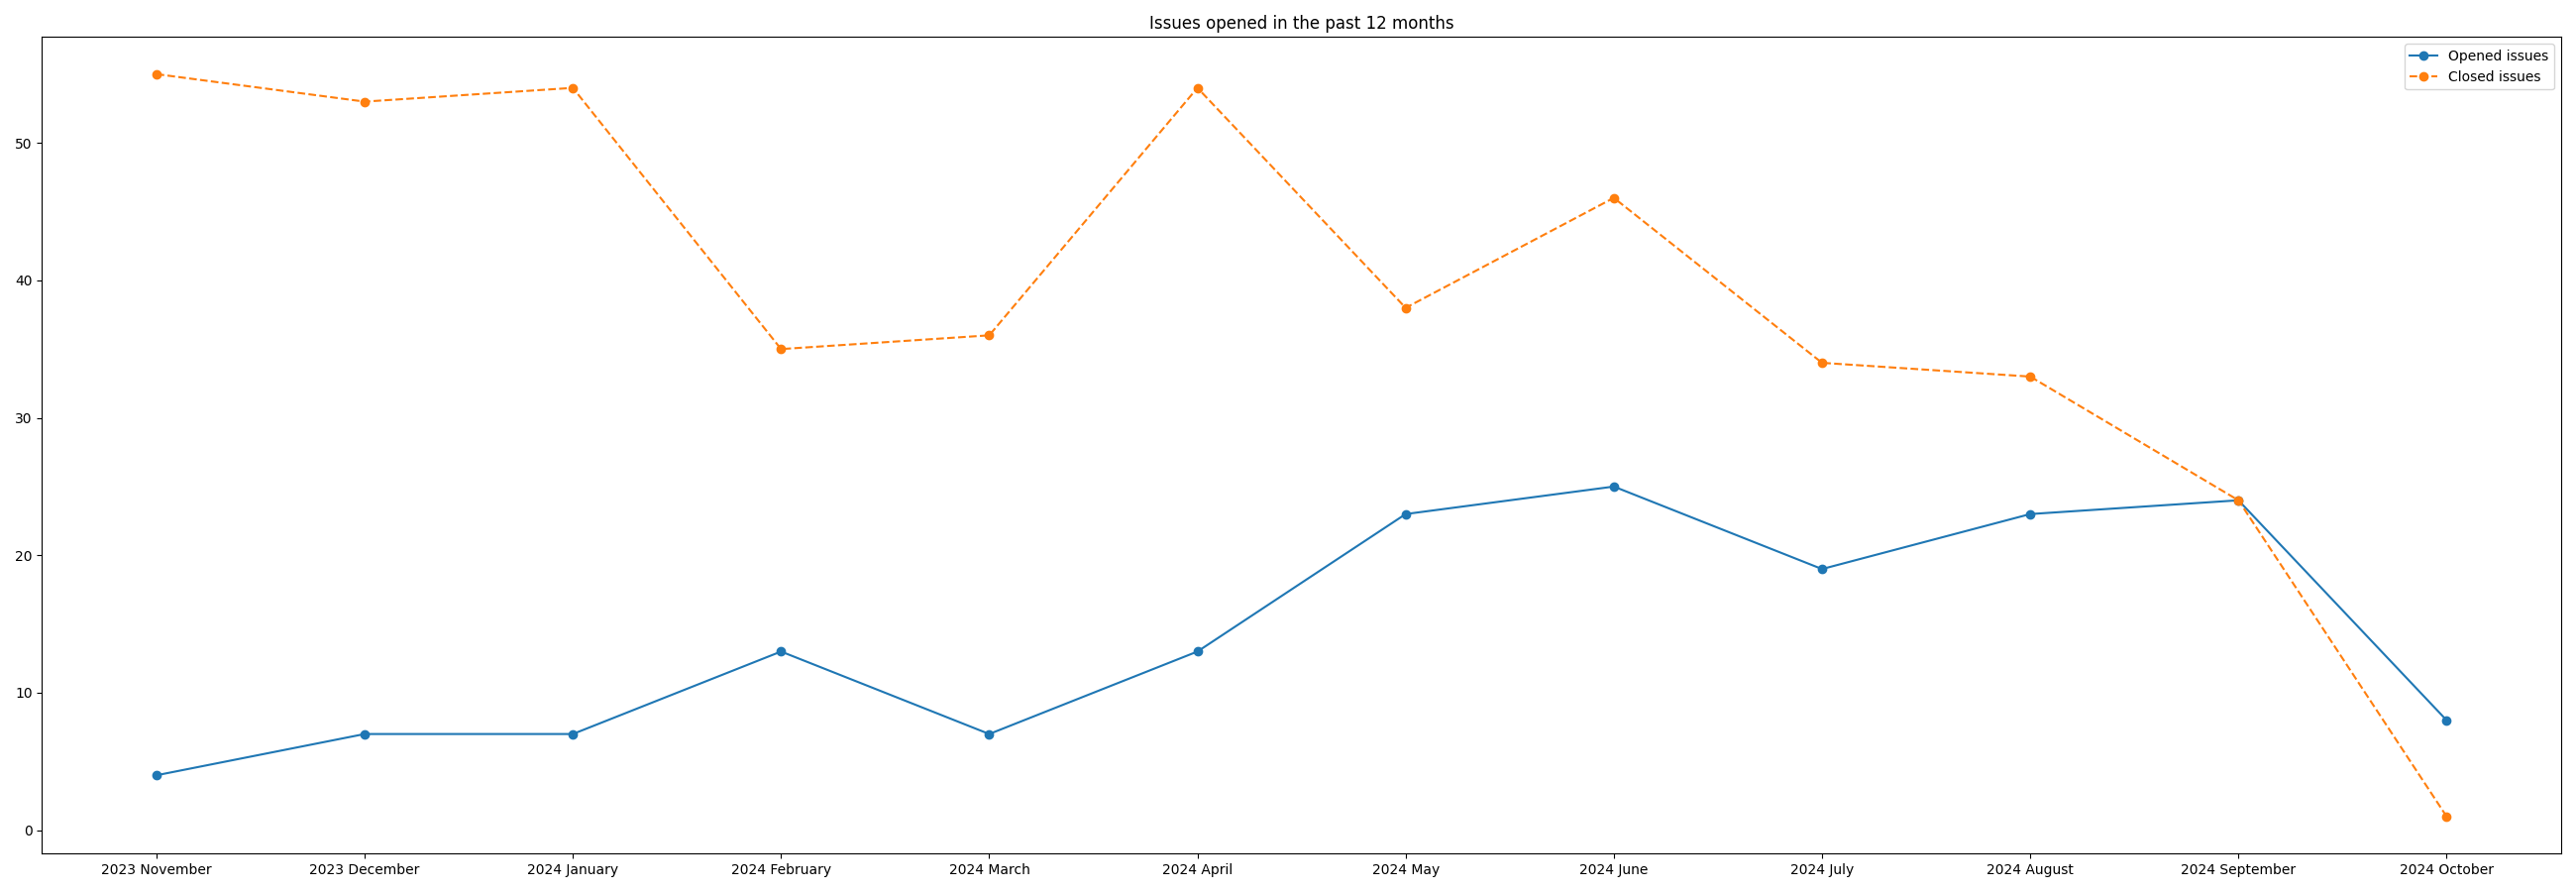 Issues opened in the past 12 months
Opened issues
Closed issues
50
40
30
20
10
0
2023 November 2023 December 2024 January 2024 February 2024 March 2024 April 2024 May 2024 June 2024 July 2024 August 2024 September 2024 October